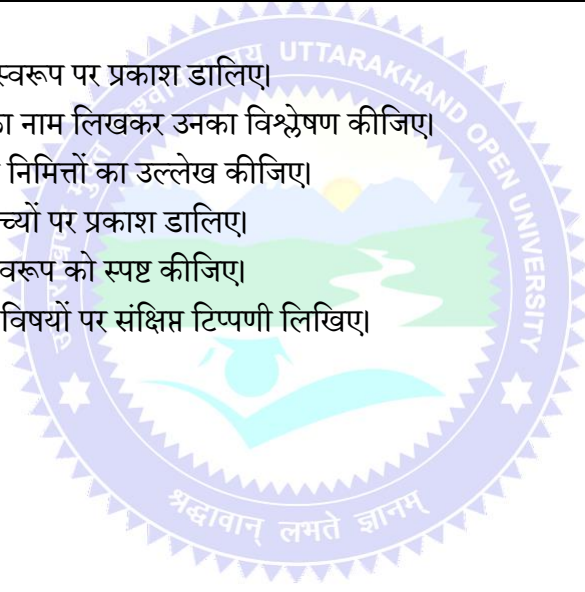 स्वरूप पर प्रकाश डालिए।
नाम लिखकर उनका विश्लेषण कीजिए।
निमित्तों का उल्लेख कीजिए।
पर प्रकाश डालिए।
स्वरूप को स्पष्ट कीजिए।
विषयों पर संक्षिप्त टिप्पणी लिखिए।
UTTARAKHAND OPEN UNIVERSITY
श्रद्धावान् लभते ज्ञानम्